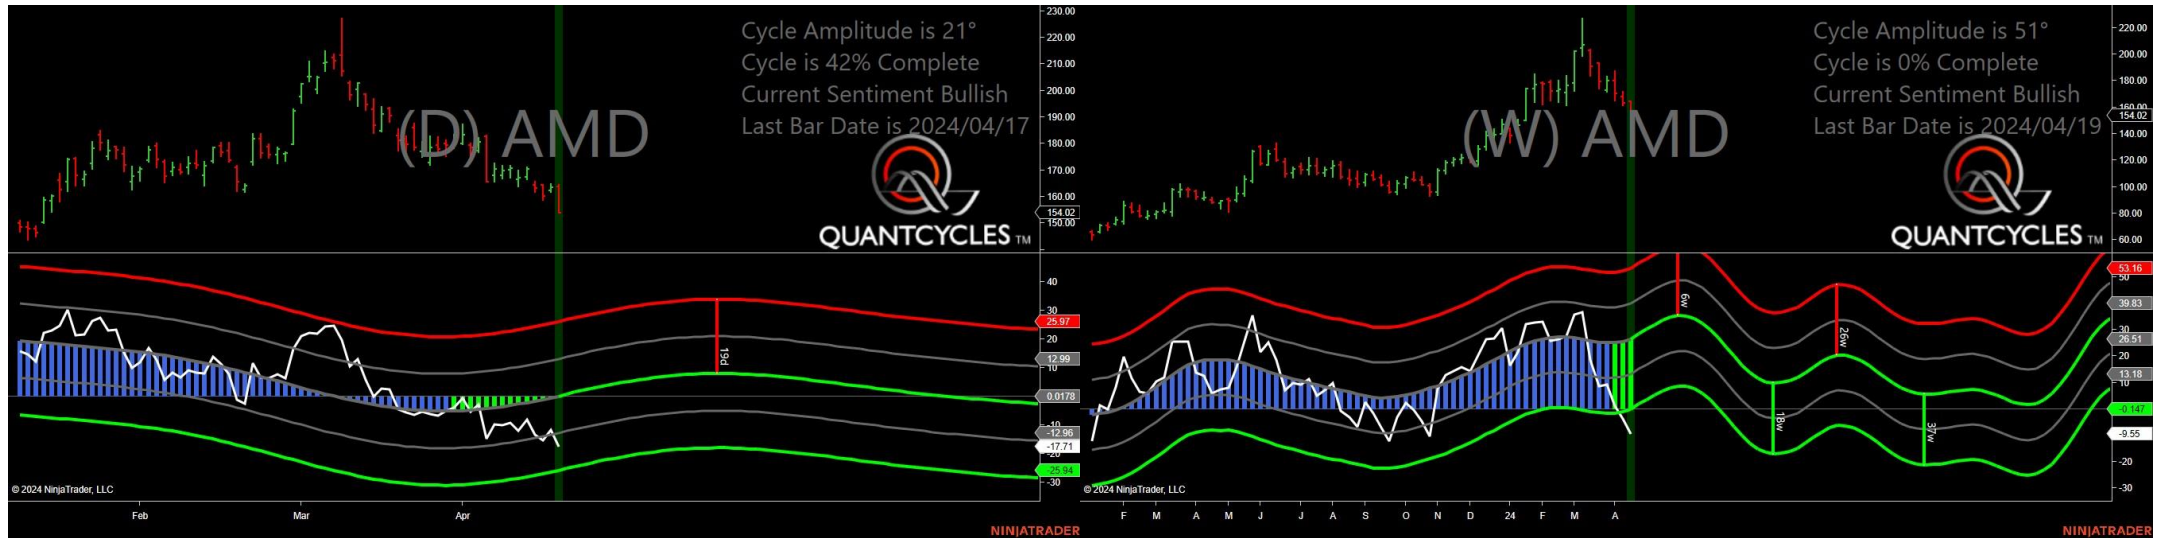 Cycle Amplitude is 21°
Cycle is 42% Complete
Current Sentiment Bullish
Last Bar Date is 2024/04/17
(D) AMD
QUANTCYCLES TM
230.00
220.00
210.00
200.00
190.00
180.00
170.00
160.00
154.02
150.00
40
30
25.97
20
12.99
10
0.0178
-10
-12.96
-17.71
-20
-25.94
-30
19d
© 2024 NinjaTrader, LLC
Feb Mar Apr
NINJATRADER
Cycle Amplitude is 51°
Cycle is 0% Complete
Current Sentiment Bullish
Last Bar Date is 2024/04/19
(W) AMD
QUANTCYCLES TM
220.00
200.00
180.00
160.00
154.02
140.00
120.00
100.00
80.00
60.00
53.16
50
39.83
30
26.51
20
13.18
10
-0.147
-9.55
-20
-30
6w
18w
26w
37w
© 2024 NinjaTrader, LLC
F M A M J J A S O N D 24 F M A
NINJATRADER